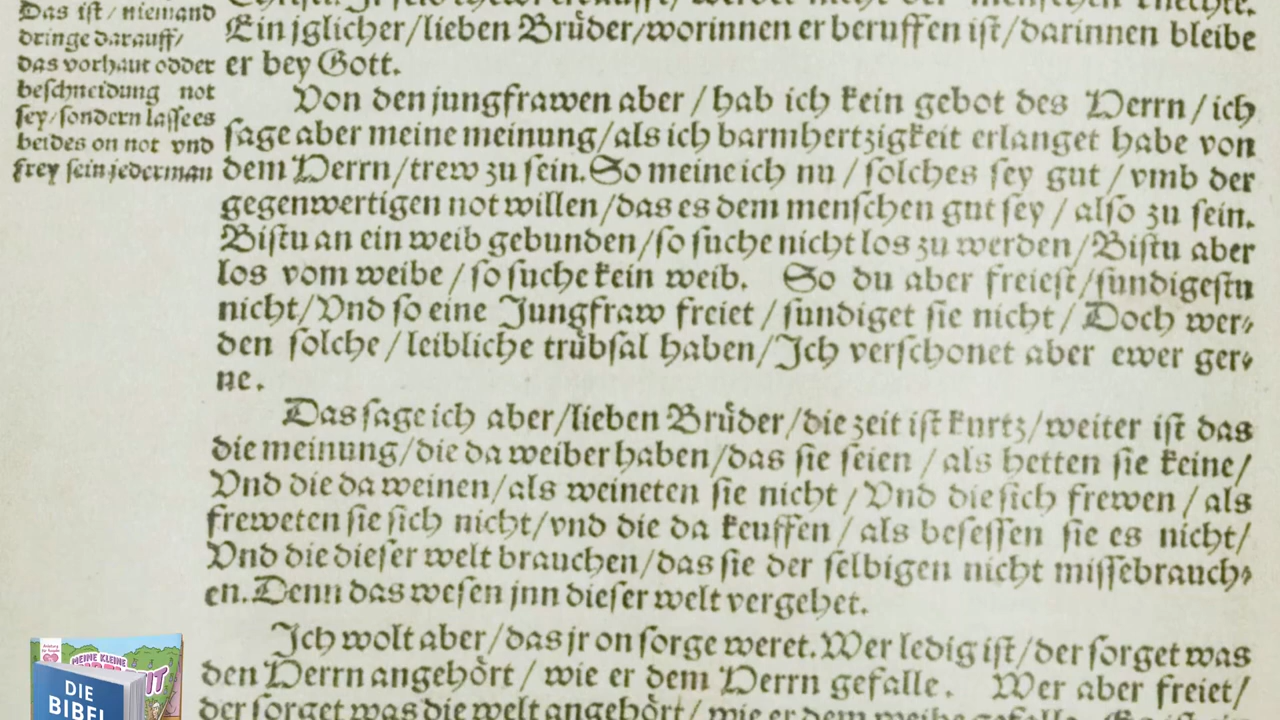 Das ist / niemand
dringe darauff /
das vorhaut odder
beschneidung not
sey / sondern lasse es
beides on not vnd
frey sein jederman
Ein jglicher / lieben Brüder / worinnen er beruffen ist / darinnen bleibe
er bey Gott.
Von den jungfrawen aber / hab ich kein gebot des Herrn / ich
sage aber meine meinung / als ich barmhertzigkeit erlanget habe von
dem Herrn / trew zu sein. So meine ich nu / solches sey gut / vmb der
gegenwertigen not willen / das es dem menschen gut sey / also zu sein.
Bistu an ein weib gebunden / so suche nicht los zu werden / Bistu aber
los vom weibe / so suche kein weib. So du aber freiest / sundigestu
nicht / Vnd so eine Jungfraw freiet / sundiget sie nicht / Doch wer-
den solche / leibliche trübsal haben / Ich verschonet aber ewer ger-
ne.
Das sage ich aber / lieben Brüder / die zeit ist kurtz / weiter ist das
die meinung / die da weiber haben / das sie seien / als hetten sie keine /
Vnd die da weinen / als weineten sie nicht / Vnd die sich frewen / als
freweten sie sich nicht / vnd die da keuffen / als besessen sie es nicht /
Vnd die dieser welt brauchen / das sie der selbigen nicht missebrauch-
en. Denn das wesen jnn dieser welt vergehet.
Ich wolt aber / das jr on sorge weret. Wer ledig ist / der sorget was
den Herrn angehört / wie er dem Herrn gefalle. Wer aber freiet /
der sorget was die welt angehört / wie er dem weibe gefalle.
MEINE KLEINE
DIE
BIBEL